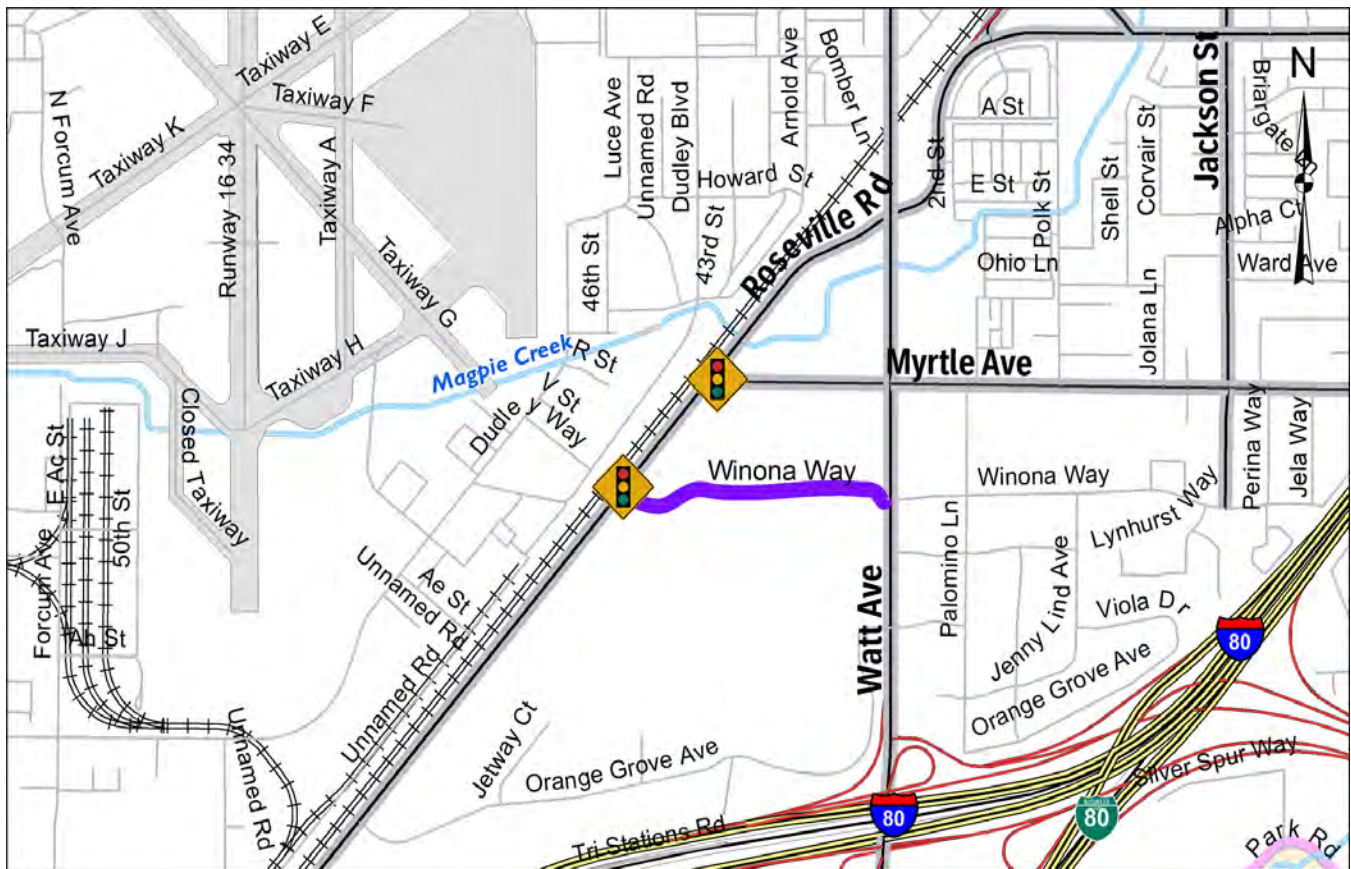 Taxiway E
Taxiway F
Taxiway K
N Forcum Ave
Runway 16 34
Taxiway A
Taxiway G
Taxiway H
Taxiway J
Closed Taxiway
Magpie Creek
Luce Ave
Unnamed Rd
Dudley Blvd
Arnold Ave
Bomber Ln
Howard St
43rd St
46th St
Roseville Rd
2nd St
A St
E St
Polk St
Ohio Ln
Shell St
Corvair St
Jolana Ln
Jackson St
Briargate Ln
N
Alpha Ct
Ward Ave
Myrtle Ave
R St
V St
Dudley Way
E Ac St
50th St
Forcum Ave
Ah St
Ae St
Unnamed Rd
Unnamed Rd
Unnamed Rd
Winona Way
Winona Way
Watt Ave
Palomino Ln
Jenny Lind Ave
Lynhurst Way
Perina Way
Jela Way
Viola Dr
Orange Grove Ave
80
Jetway Ct
Orange Grove Ave
Tri Stations Rd
80
BUSINESS
80
Silver Spur Way
Park Rd